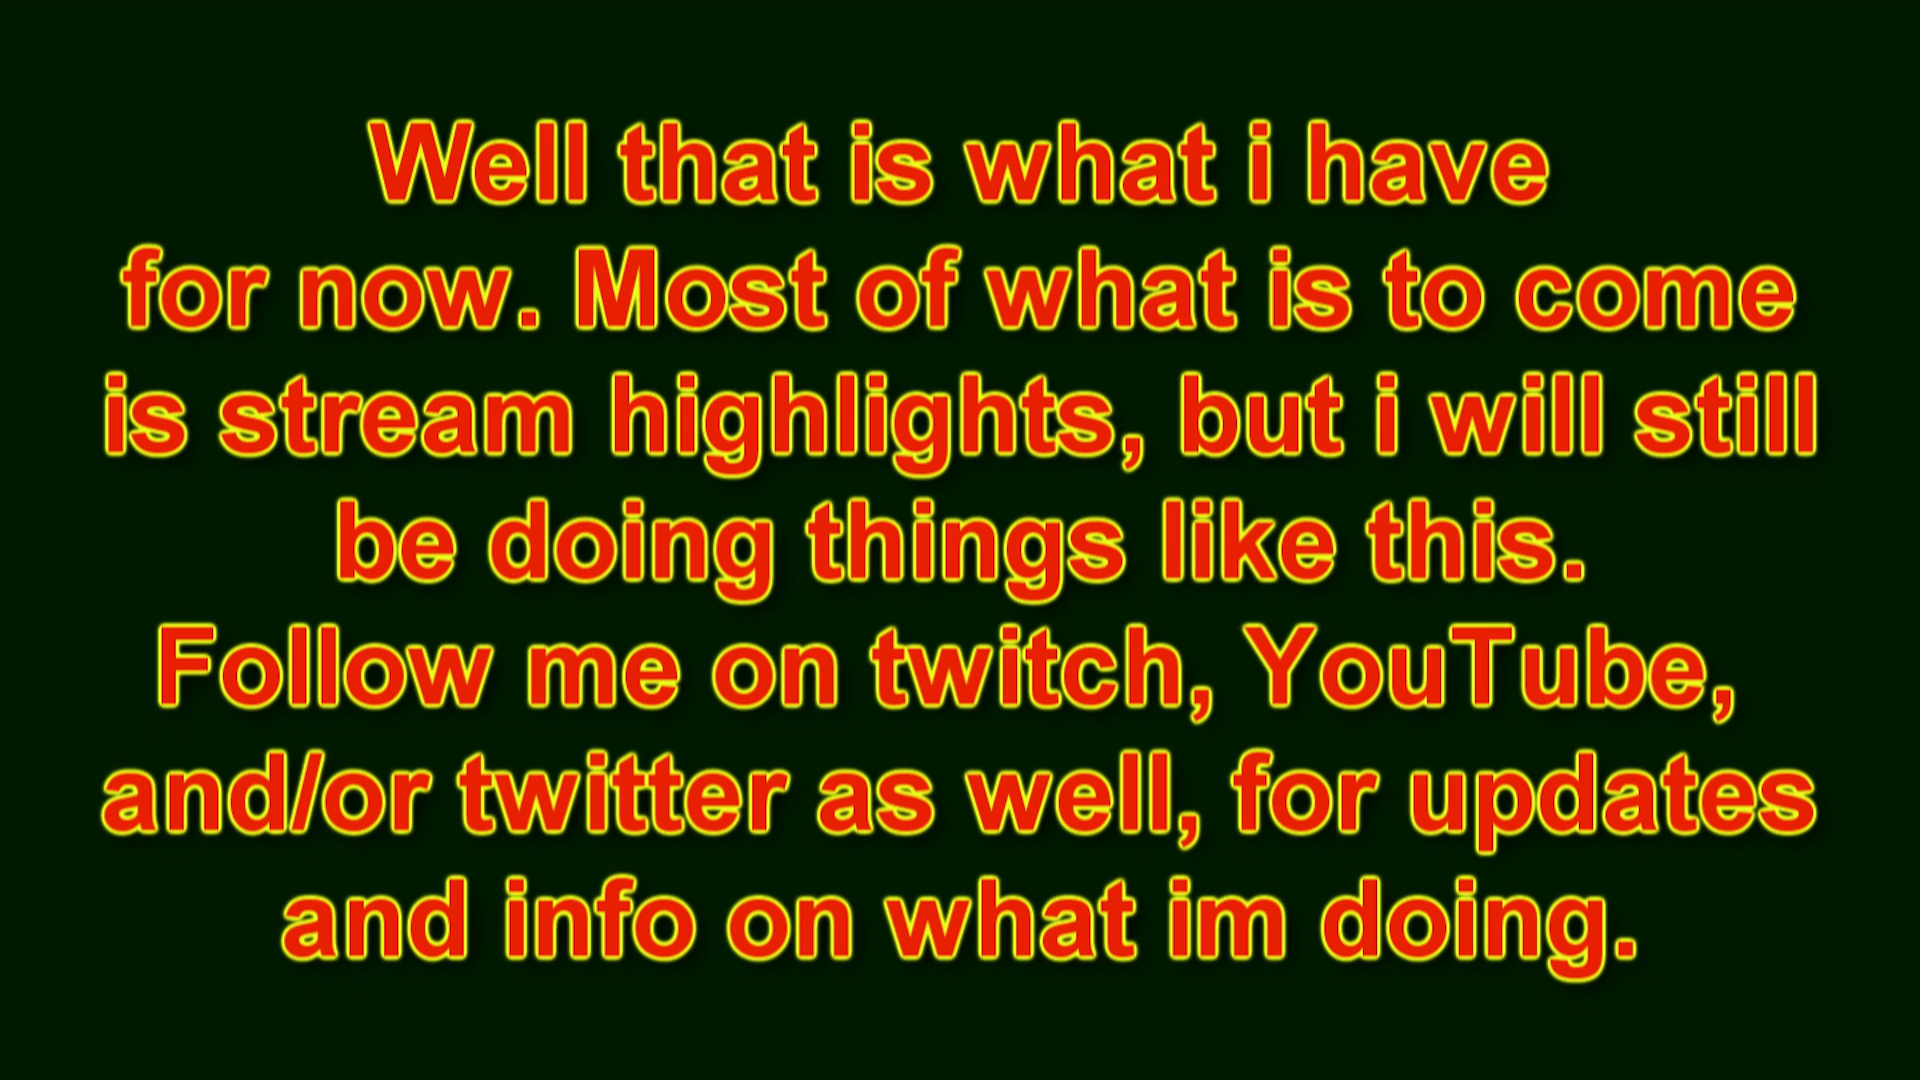 Well that is what i have
for now. Most of what is to come
is stream highlights, but i will still
be doing things like this.
Follow me on twitch, YouTube,
and/or twitter as well, for updates
and info on what im doing.